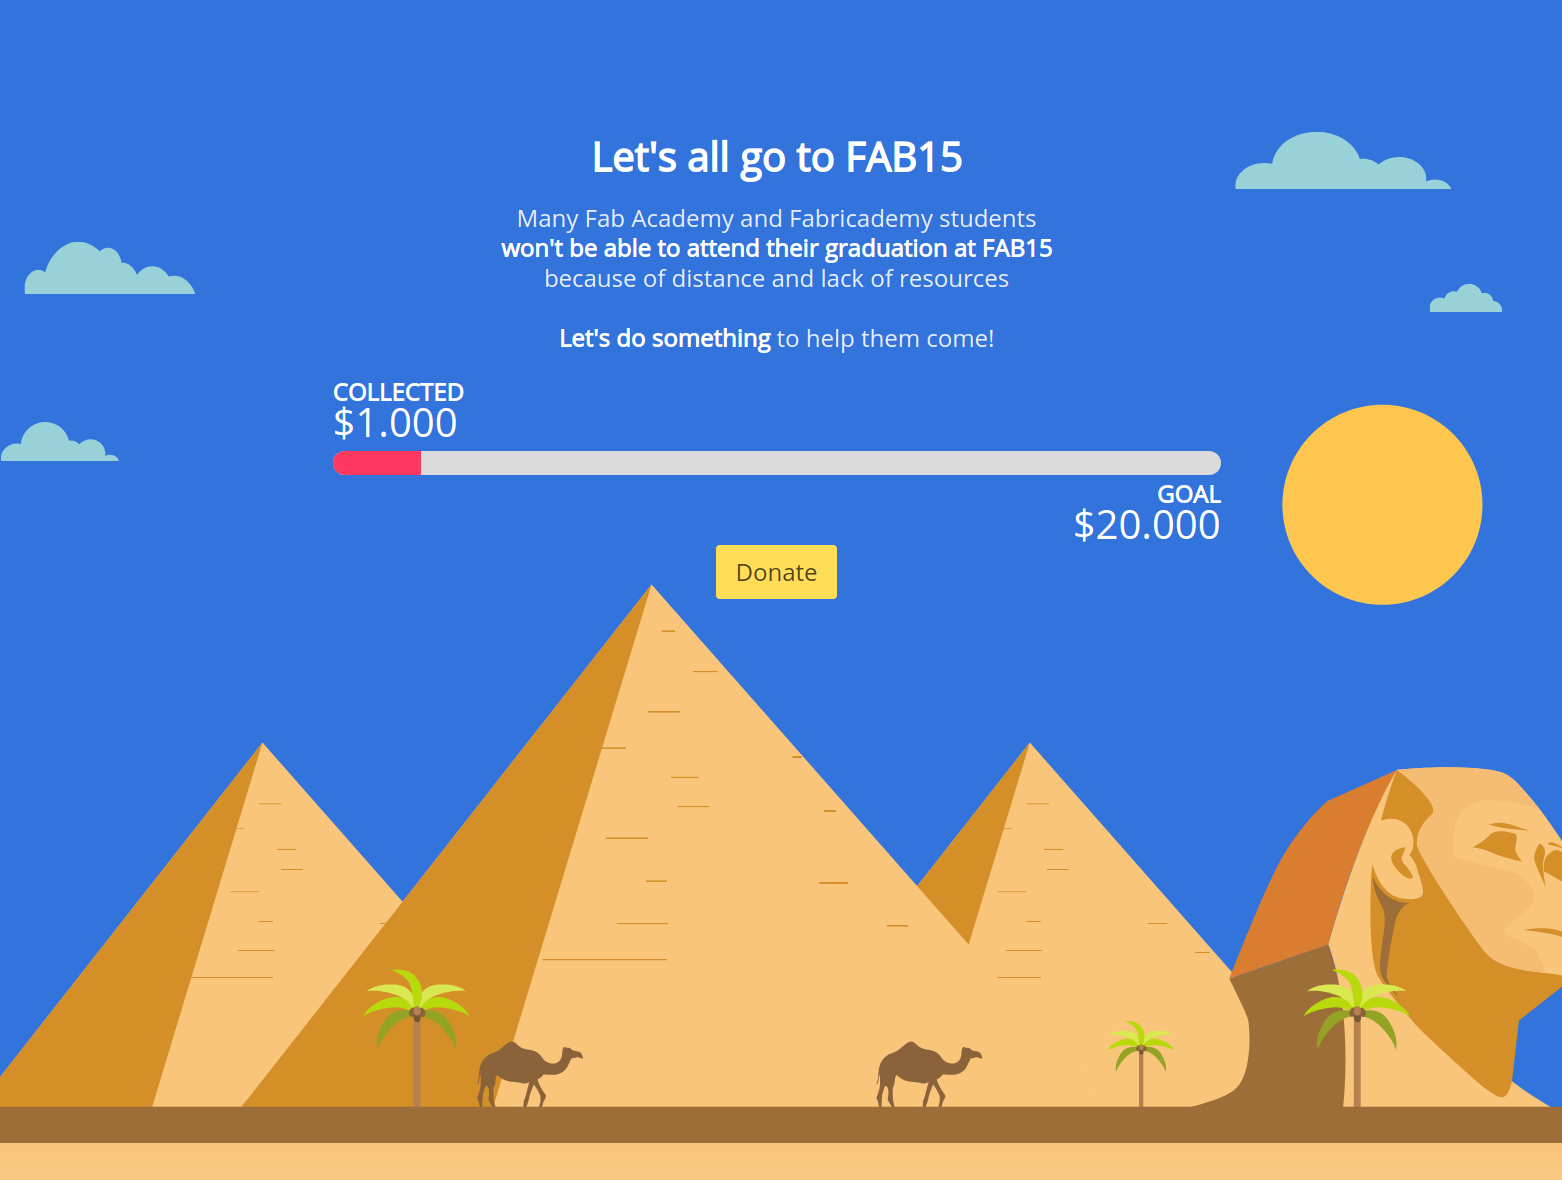 Let's all go to FAB15
Many Fab Academy and Fabricademy students
won't be able to attend their graduation at FAB15
because of distance and lack of resources
Let's do something to help them come!
COLLECTED
$1.000
GOAL
$20.000
Donate